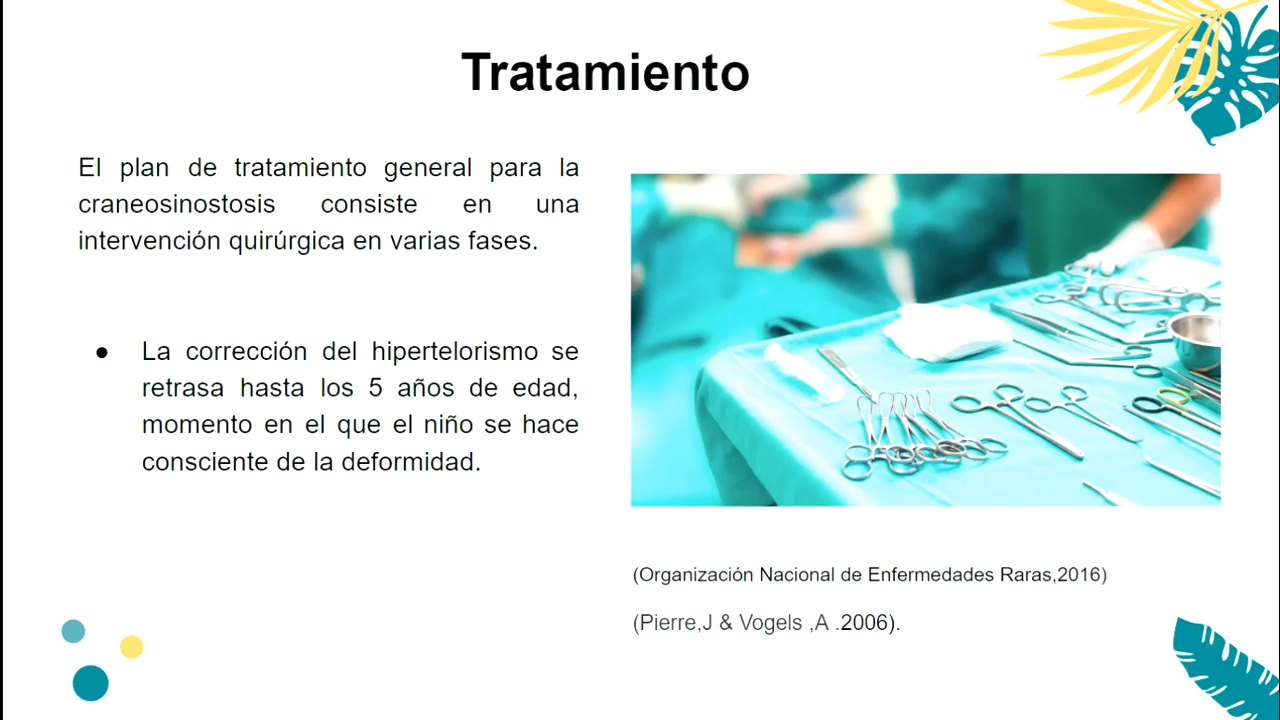 Tratamiento
El plan de tratamiento general para la
craneosinostosis consiste en una
intervención quirúrgica en varias fases.
● La corrección del hipertelorismo se
retrasa hasta los 5 años de edad,
momento en el que el niño se hace
consciente de la deformidad.
(Organización Nacional de Enfermedades Raras,2016)
(Pierre,J & Vogels ,A .2006).